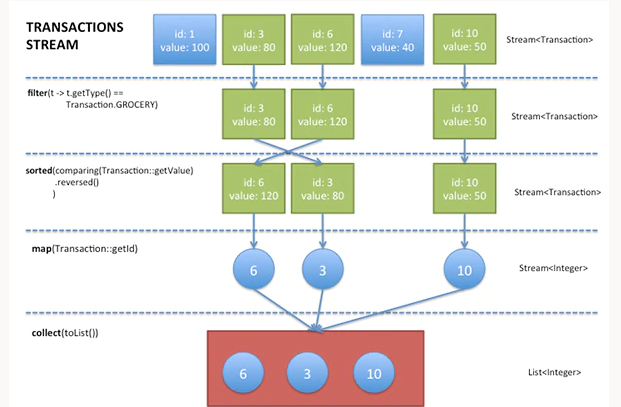 TRANSACTIONS
STREAM
id: 1
value: 100
id: 3
value: 80
id: 6
value: 120
id: 7
value: 40
id: 10
value: 50
Stream<Transaction>
filter(t -> t.getType() ==
Transaction.GROCERY)
id: 3
value: 80
id: 6
value: 120
id: 10
value: 50
Stream<Transaction>
sorted(comparing(Transaction::getValue)
.reversed()
)
id: 6
value: 120
id: 3
value: 80
id: 10
value: 50
Stream<Transaction>
map(Transaction::getId)
6
3
10
Stream<Integer>
collect(toList())
6
3
10
List<Integer>